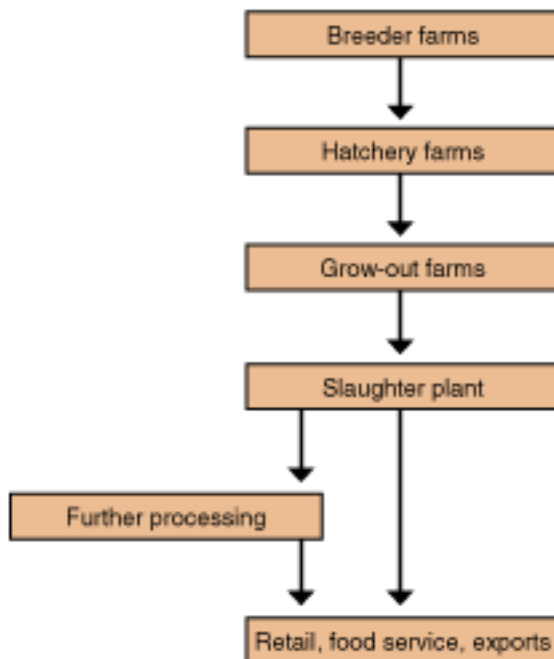 Breeder farms
Hatchery farms
Grow-out farms
Slaughter plant
Further processing
Retail, food service, exports